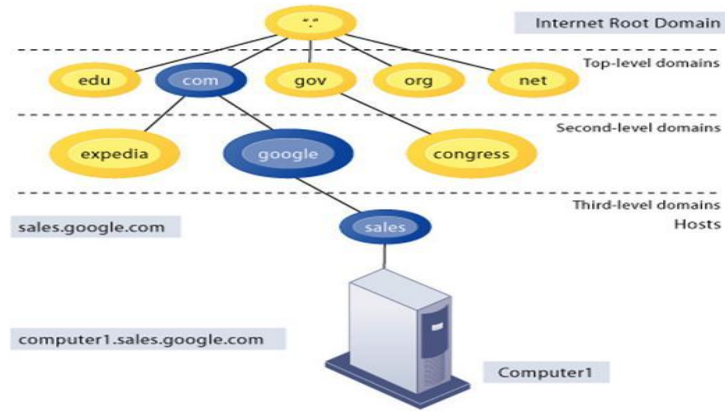 "."
Internet Root Domain
Top-level domains
edu
com
gov
org
net
Second-level domains
expedia
google
congress
Third-level domains
sales.google.com
sales
Hosts
computer1.sales.google.com
Computer1